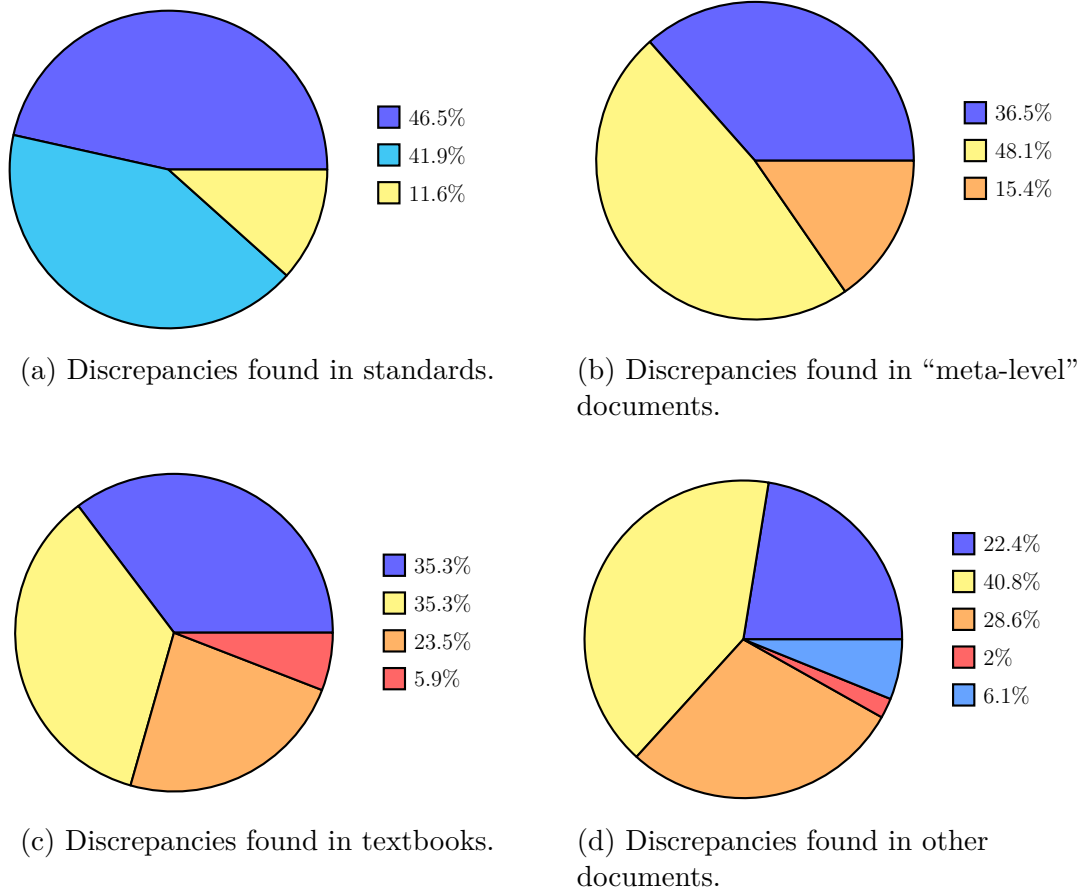 46.5%
41.9%
11.6%
(a) Discrepancies found in standards.
36.5%
48.1%
15.4%
(b) Discrepancies found in “meta-level”
documents.
35.3%
35.3%
23.5%
5.9%
(c) Discrepancies found in textbooks.
22.4%
40.8%
28.6%
2%
6.1%
(d) Discrepancies found in other
documents.